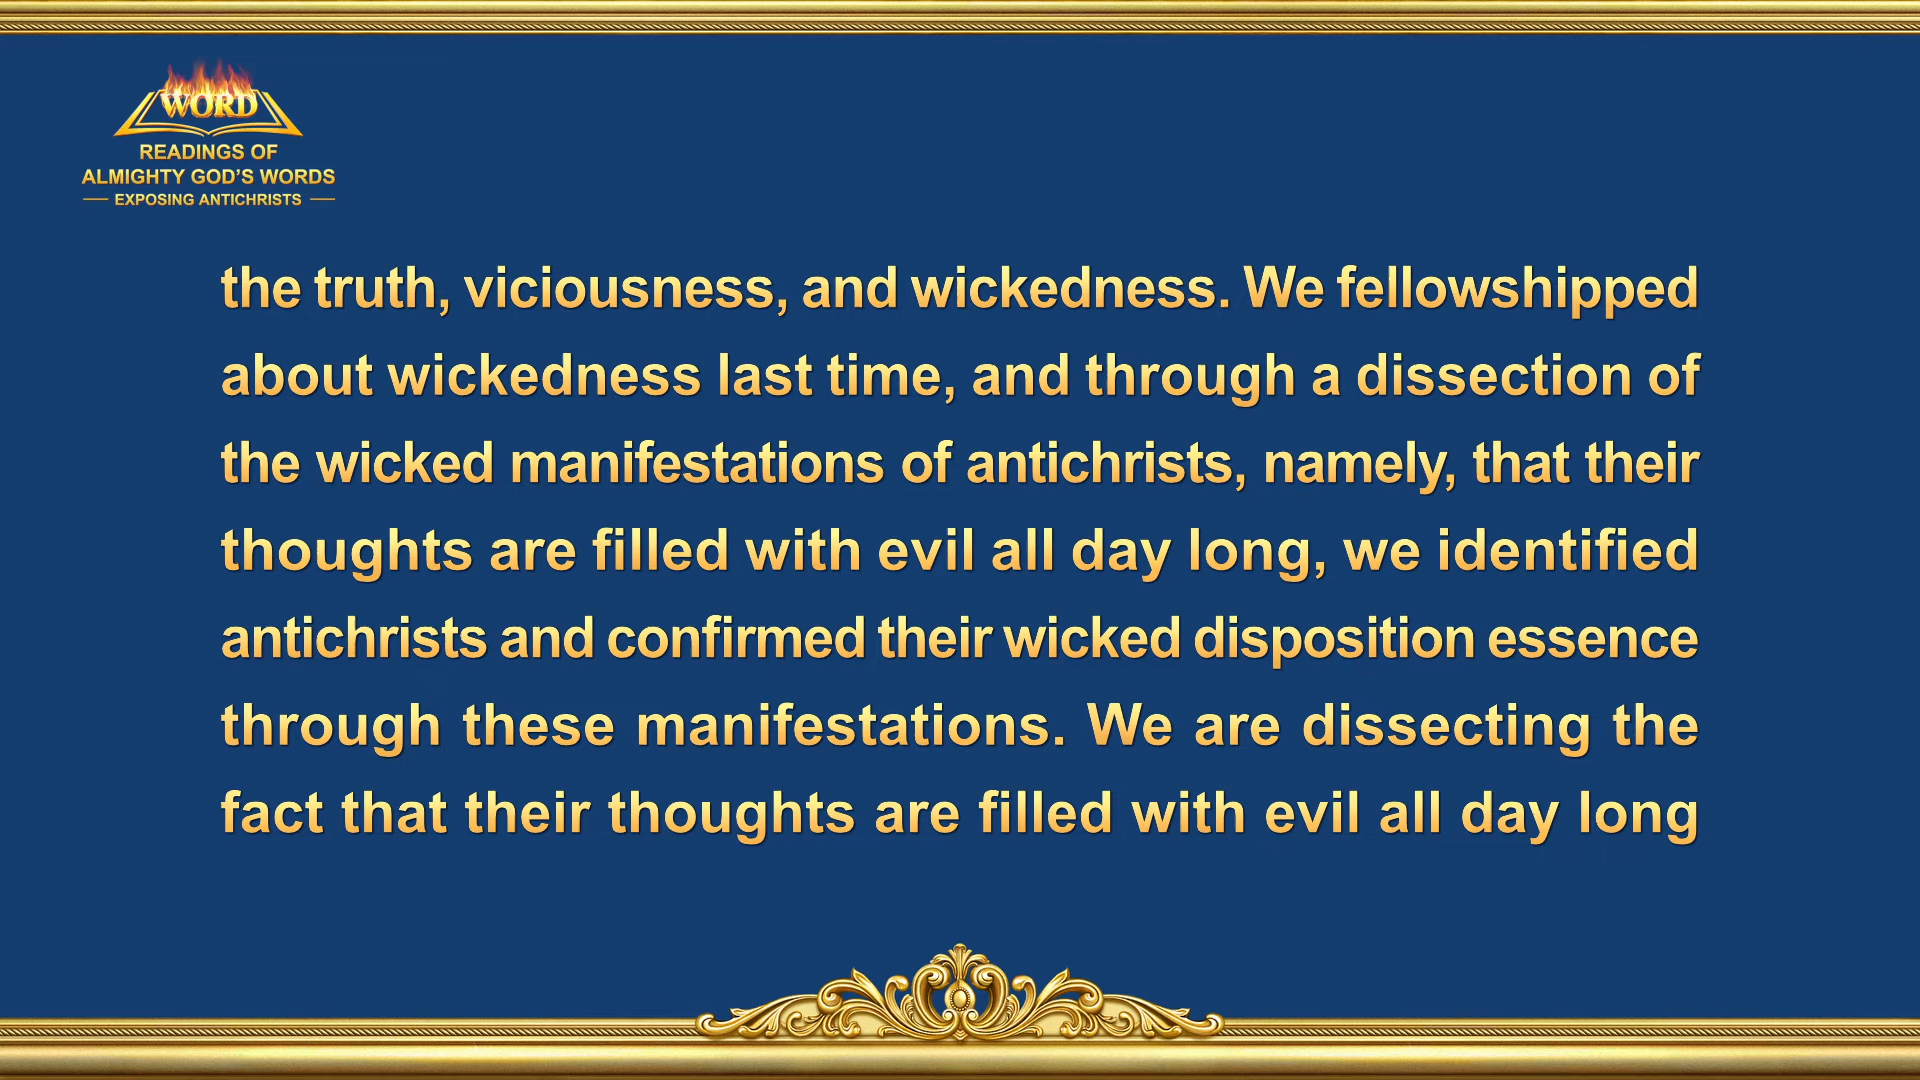 WORD
READINGS OF
ALMIGHTY GOD'S WORDS
EXPOSING ANTICHRISTS
the truth, viciousness, and wickedness. We fellowshipped
about wickedness last time, and through a dissection of
the wicked manifestations of antichrists, namely, that their
thoughts are filled with evil all day long, we identified
antichrists and confirmed their wicked disposition essence
through these manifestations. We are dissecting the
fact that their thoughts are filled with evil all day long